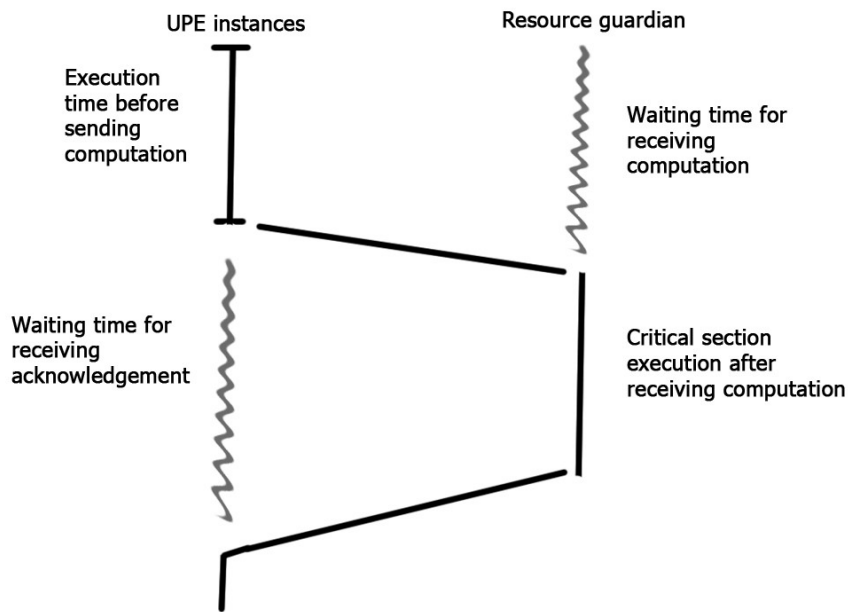 UPE instances
Resource guardian
Execution
time before
sending
computation
Waiting time for
receiving
computation
Waiting time for
receiving
acknowledgement
Critical section
execution after
receiving computation